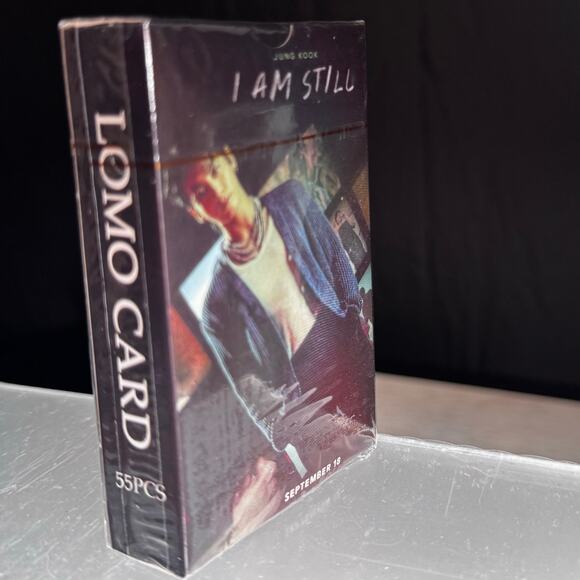 LOMO CARD
55PCS
JUNG KOOK
I AM STILL
SEPTEMBER 18